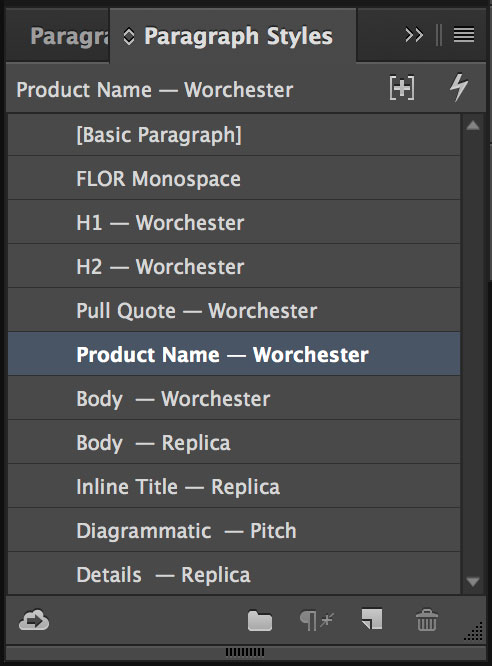 Paragra
Paragraph Styles
Product Name — Worchester
[Basic Paragraph]
FLOR Monospace
H1 — Worchester
H2 — Worchester
Pull Quote — Worchester
Product Name — Worchester
Body  — Worchester
Body  — Replica
Inline Title — Replica
Diagrammatic  — Pitch
Details  — Replica